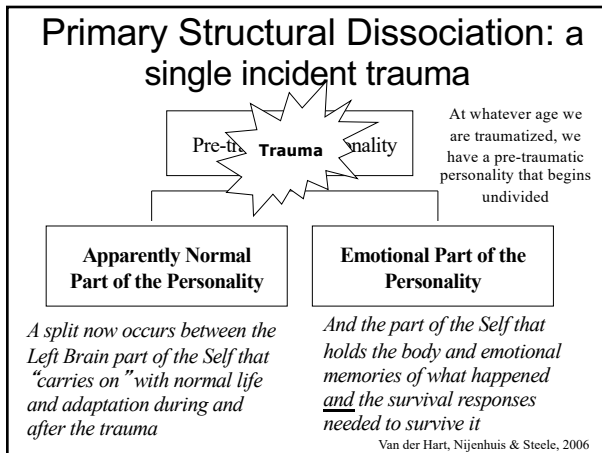 Primary Structural Dissociation: a
single incident trauma
At whatever age we
are traumatized, we
have a pre-traumatic
personality that begins
undivided
Trauma
Apparently Normal
Part of the Personality
Emotional Part of the
Personality
A split now occurs between the
Left Brain part of the Self that
“carries on” with normal life
and adaptation during and
after the trauma
And the part of the Self that
holds the body and emotional
memories of what happened
and the survival responses
needed to survive it
Van der Hart, Nijenhuis & Steele, 2006